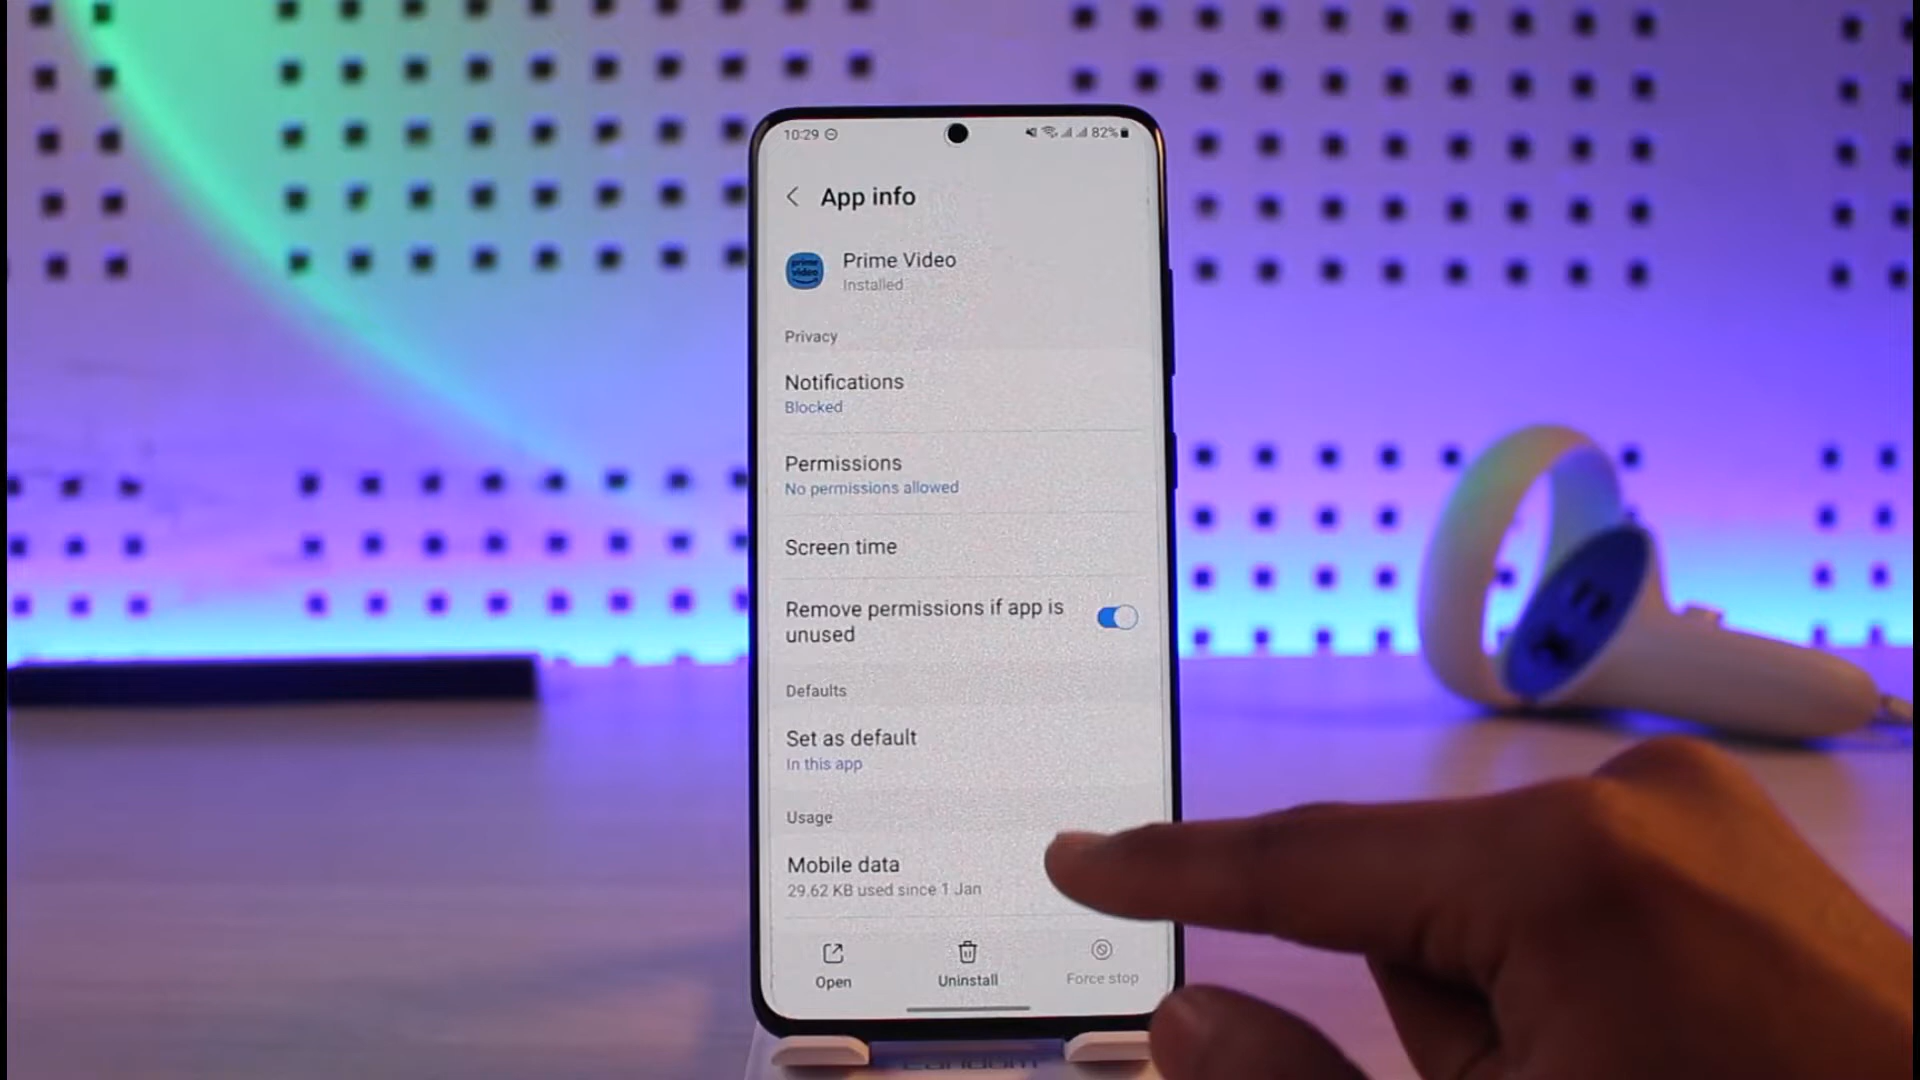 10:29
82%
App info
prime video
Prime Video
Installed
Privacy
Notifications
Blocked
Permissions
No permissions allowed
Screen time
Remove permissions if app is
unused
Defaults
Set as default
In this app
Usage
Mobile data
29.62 KB used since 1 Jan
Open
Uninstall
Force stop